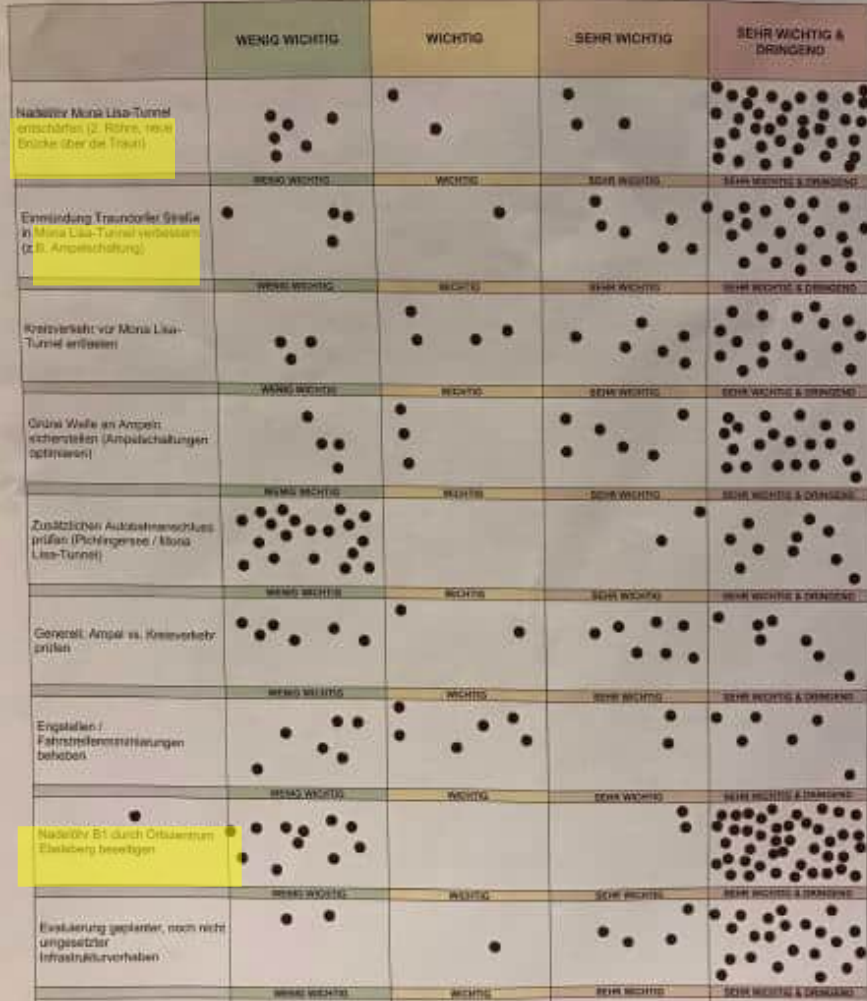 WENIG WICHTIG WICHTIG SEHR WICHTIG SEHR WICHTIG &
DRINGEND
Nadelöhr Mona Lisa-Tunnel
entschärfen (2. Röhre, neue
Brücke über die Traun)
WENIG WICHTIG WICHTIG SEHR WICHTIG SEHR WICHTIG & DRINGEND
Einmündung Traundorfer Straße
in Mona Lisa-Tunnel verbessern
(z.B. Ampelschaltung)
WENIG WICHTIG WICHTIG SEHR WICHTIG SEHR WICHTIG & DRINGEND
Kreisverkehr vor Mona Lisa-
Tunnel entlasten
WENIG WICHTIG WICHTIG SEHR WICHTIG SEHR WICHTIG & DRINGEND
Grüne Welle an Ampeln
sicherstellen (Ampelschaltungen
optimieren)
WENIG WICHTIG WICHTIG SEHR WICHTIG SEHR WICHTIG & DRINGEND
Zusätzlichen Autobahnanschluss
prüfen (Pichlingersee / Mona
Lisa-Tunnel)
WENIG WICHTIG WICHTIG SEHR WICHTIG SEHR WICHTIG & DRINGEND
Generell: Ampel vs. Kreisverkehr
prüfen
WENIG WICHTIG WICHTIG SEHR WICHTIG SEHR WICHTIG & DRINGEND
Engstellen /
beheben
WENIG WICHTIG WICHTIG SEHR WICHTIG SEHR WICHTIG & DRINGEND
Nadelöhr B1 durch Ortszentrum
Ebelsberg beseitigen
WENIG WICHTIG WICHTIG SEHR WICHTIG SEHR WICHTIG & DRINGEND
Evaluierung geplanter, noch nicht
umgesetzter
Infrastrukturvorhaben
WENIG WICHTIG WICHTIG SEHR WICHTIG SEHR WICHTIG & DRINGEND